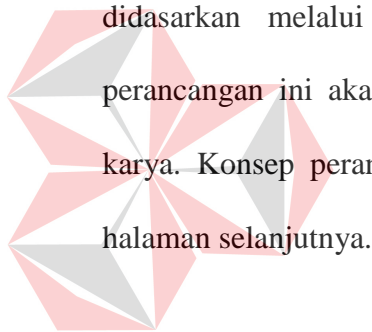 didasarkan melalui
perancangan ini aka
karya. Konsep peran
halaman selanjutnya.